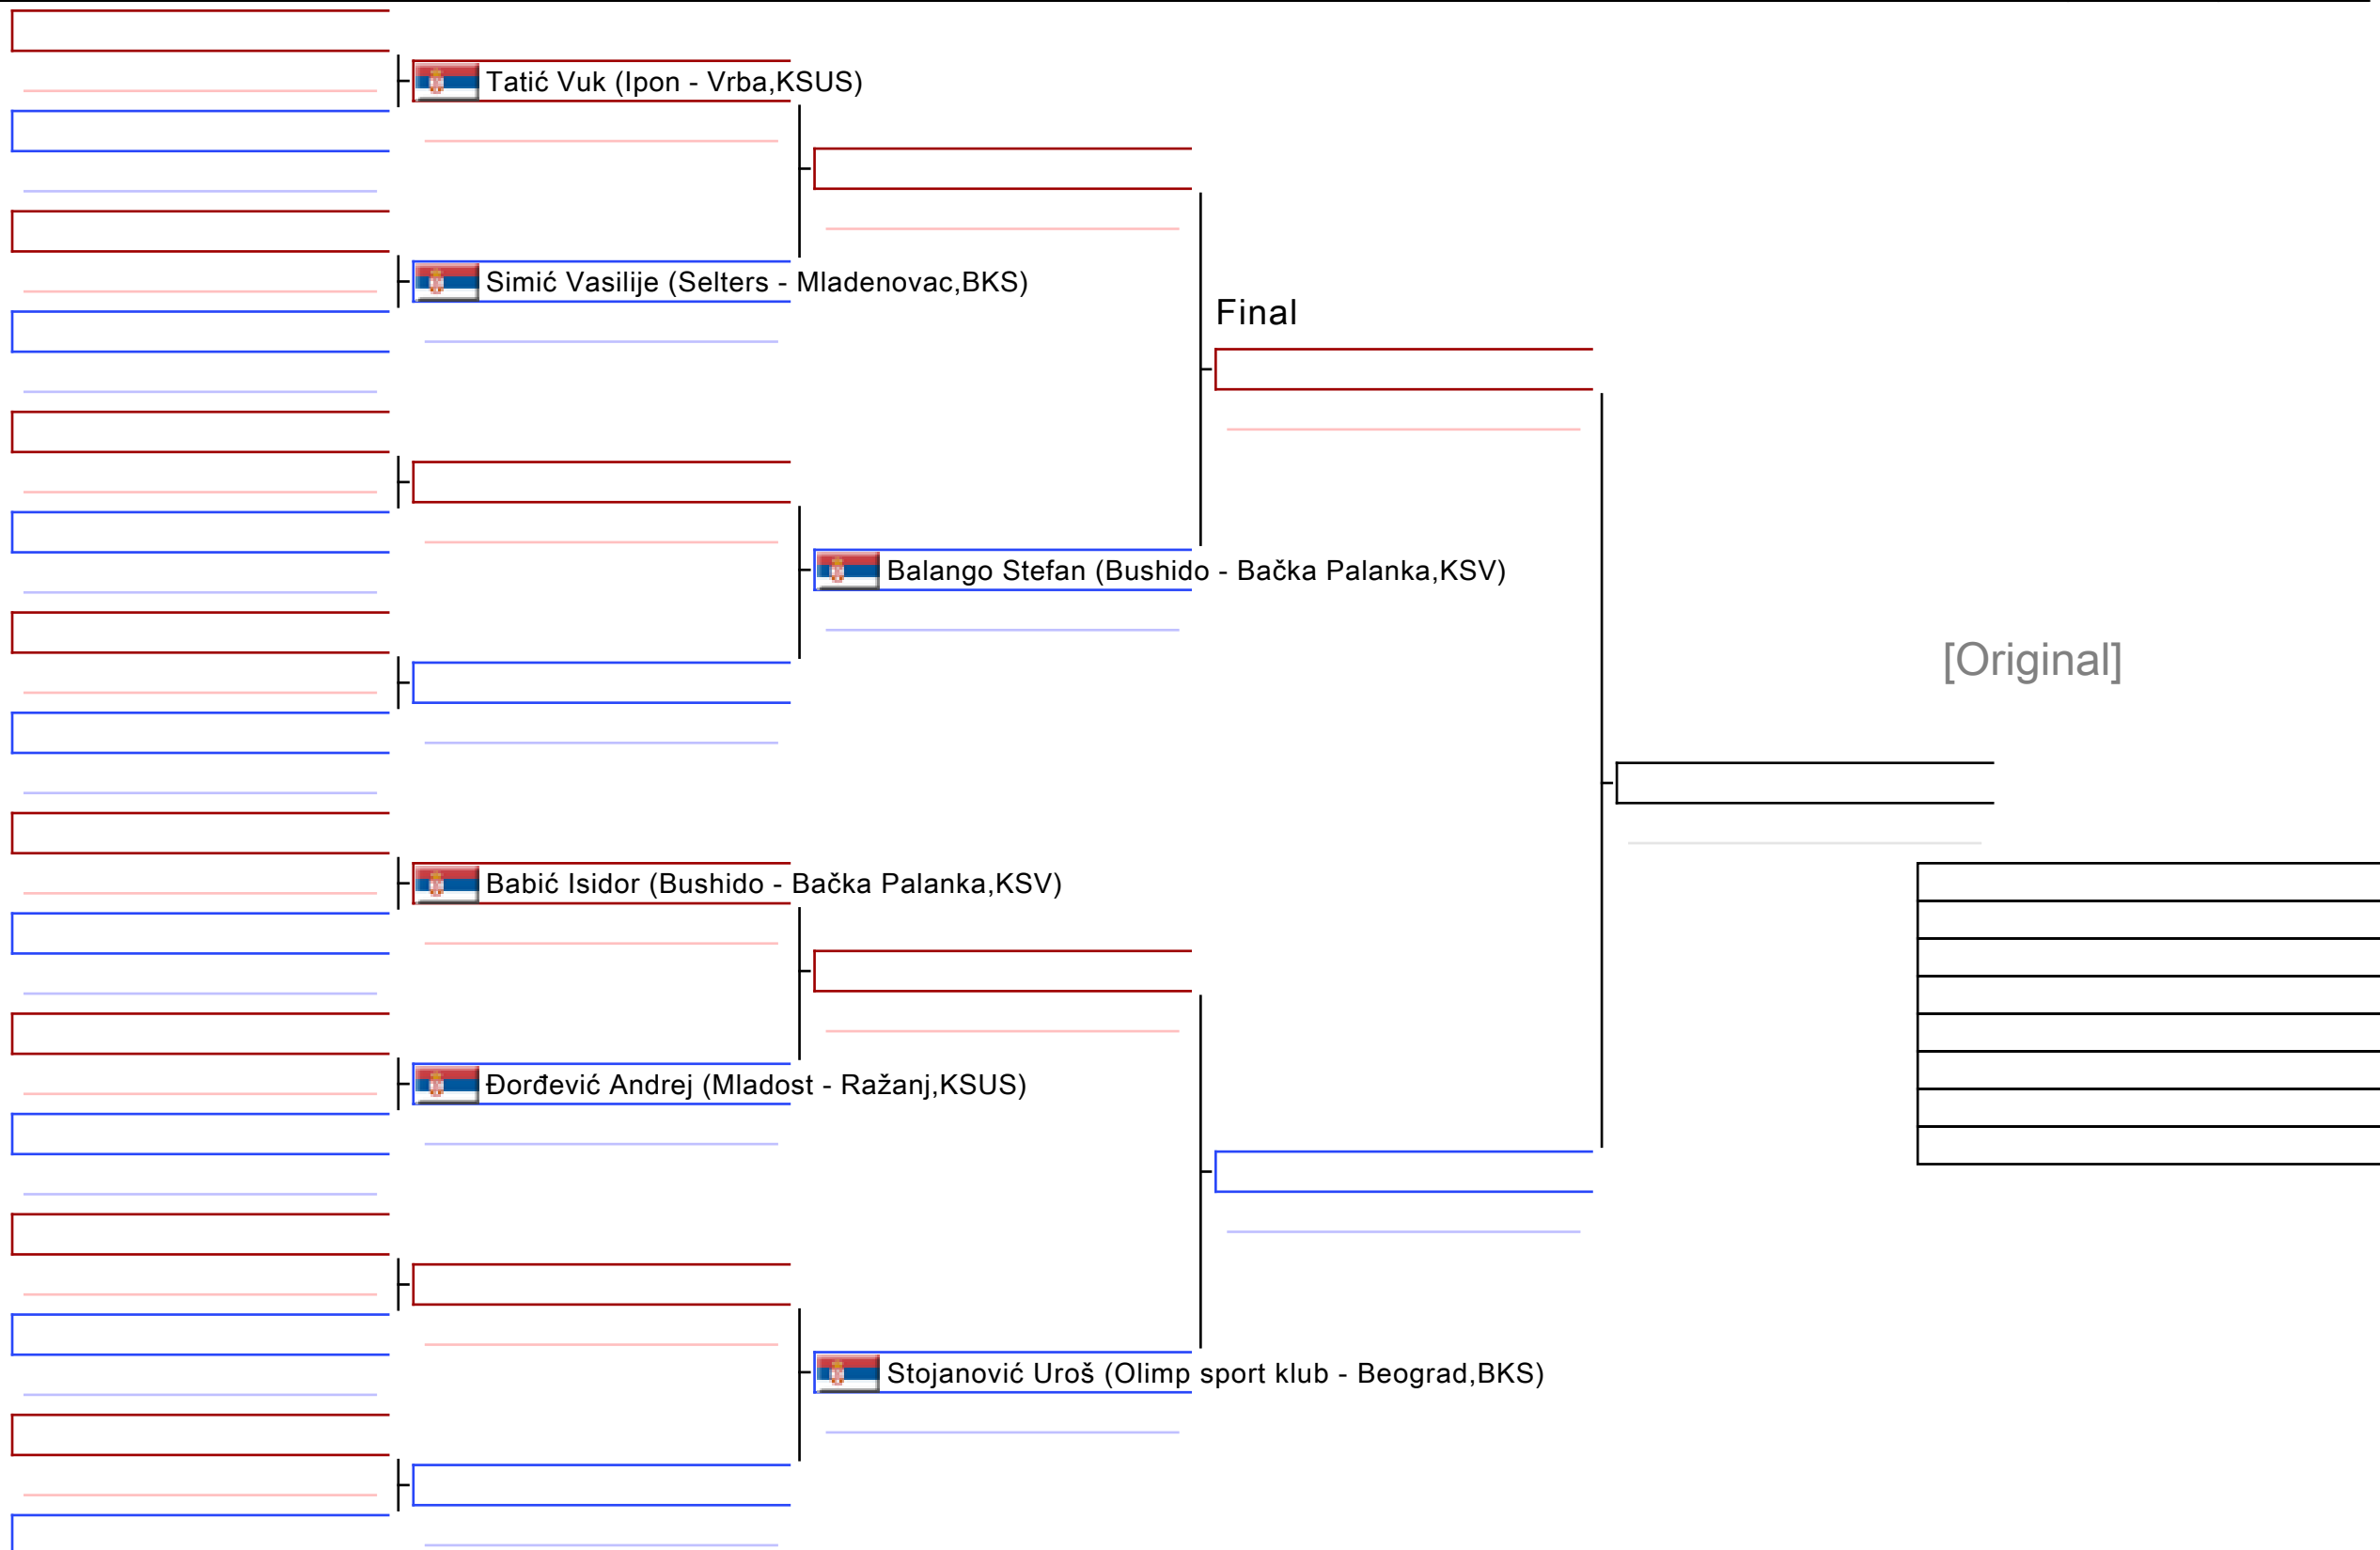 Tatić Vuk (Ipon - Vrba,KSUS)
Simić Vasilije (Selters - Mladenovac,BKS)
Final
Balango Stefan (Bushido - Bačka Palanka,KSV)
[Original]
Babić Isidor (Bushido - Bačka Palanka,KSV)
Đorđević Andrej (Mladost - Ražanj,KSUS)
Stojanović Uroš (Olimp sport klub - Beograd,BKS)